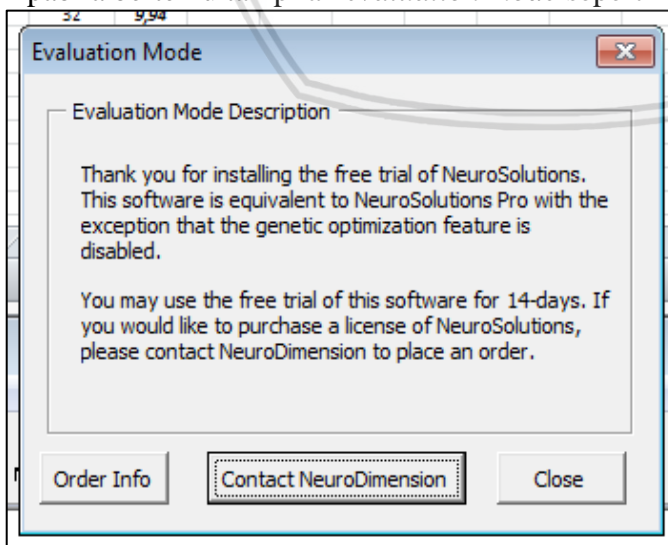 52 9,94
Evaluation Mode
Evaluation Mode Description
Thank you for installing the free trial of NeuroSolutions.
This software is equivalent to NeuroSolutions Pro with the
exception that the genetic optimization feature is
disabled.
You may use the free trial of this software for 14-days. If
you would like to purchase a license of NeuroSolutions,
please contact NeuroDimension to place an order.
Order Info Contact NeuroDimension Close